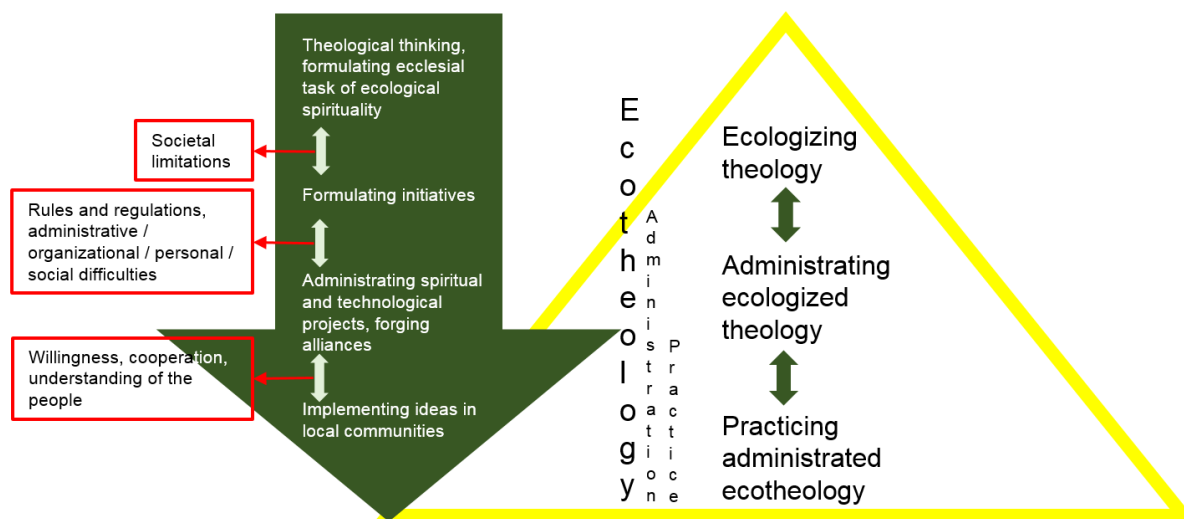 Theological thinking,
formulating ecclesial
task of ecological
spirituality
Societal
limitations
Formulating initiatives
Rules and regulations,
administrative /
organizational / personal /
social difficulties
Administrating spiritual
and technological
projects, forging
alliances
Willingness, cooperation,
understanding of the
people
Implementing ideas in
local communities
Ecotheology
Administration
Practice
Ecologizing
theology
Administrating
ecologized
theology
Practicing
administrated
ecotheology